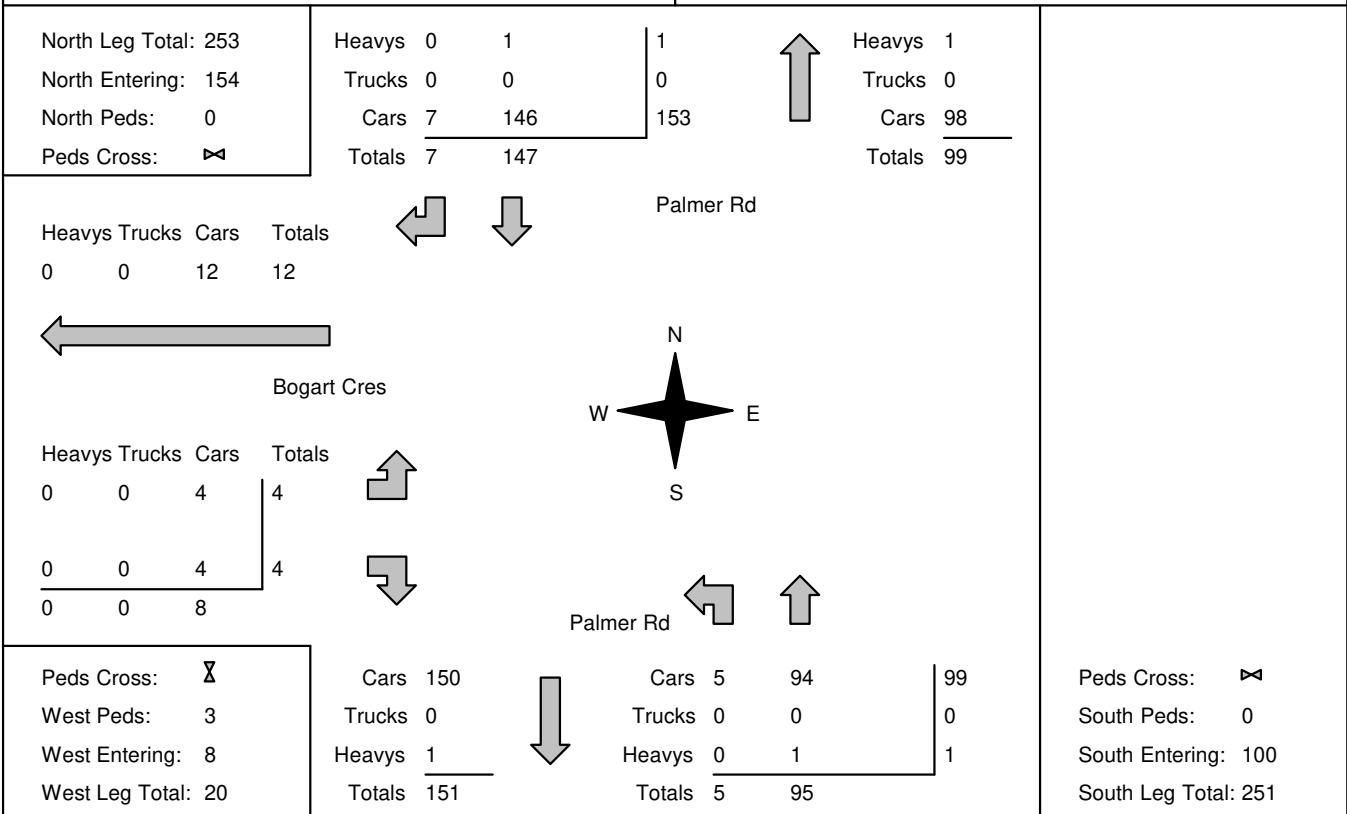 North Leg Total: 253
North Entering: 154
North Peds: 0
Peds Cross:
Heavys 0 1 1
Trucks 0 0 0
Cars 7 146 153
Totals 7 147
Heavys 1
Trucks 0
Cars 98
Totals 99
Palmer Rd
Heavys Trucks Cars Totals
0 0 12 12
Bogart Cres
N
W E
S
Heavys Trucks Cars Totals
0 0 4 4
0 0 4 4
0 0 8
Palmer Rd
Peds Cross:
West Peds: 3
West Entering: 8
West Leg Total: 20
Cars 150
Trucks 0
Heavys 1
Totals 151
Cars 5 94 99
Trucks 0 0 0
Heavys 0 1 1
Totals 5 95
Peds Cross:
South Peds: 0
South Entering: 100
South Leg Total: 251